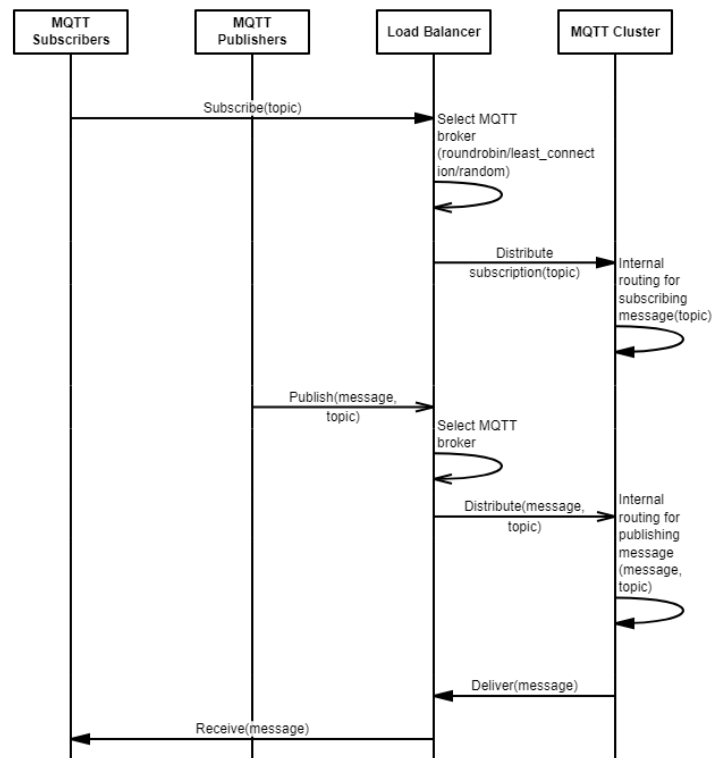 MQTT
Subscribers
MQTT
Publishers
Load Balancer
MQTT Cluster
Subscribe(topic)
Select MQTT
broker
(roundrobin/least_connect
ion/random)
Distribute
subscription(topic)
Internal
routing for
subscribing
message(topic)
Publish(message,
topic)
Select MQTT
broker
Distribute(message,
topic)
Internal
routing for
publishing
message
(message,
topic)
Deliver(message)
Receive(message)